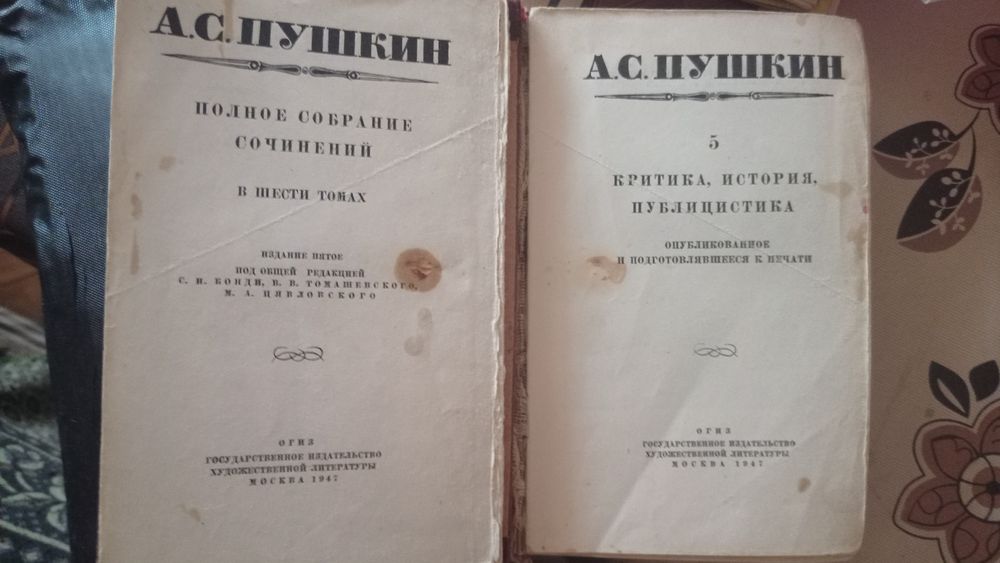 А.С.ПУШКИН
ПОЛНОЕ СОБРАНИЕ
СОЧИНЕНИЙ
В ШЕСТИ ТОМАХ
ИЗДАНИЕ ПЯТОЕ
ПОД ОБЩЕЙ РЕДАКЦИЕЙ
С. М. БОНДИ, Б. В. ТОМАШЕВСКОГО,
М. А. ЦЯВЛОВСКОГО
ОГИЗ
ГОСУДАРСТВЕННОЕ ИЗДАТЕЛЬСТВО
ХУДОЖЕСТВЕННОЙ ЛИТЕРАТУРЫ
МОСКВА 1947
А.С.ПУШКИН
5
КРИТИКА, ИСТОРИЯ,
ПУБЛИЦИСТИКА
ОПУБЛИКОВАННОЕ
И ПОДГОТОВЛЯВШЕЕСЯ К ПЕЧАТИ
ОГИЗ
ГОСУДАРСТВЕННОЕ ИЗДАТЕЛЬСТВО
ХУДОЖЕСТВЕННОЙ ЛИТЕРАТУРЫ
МОСКВА 1947